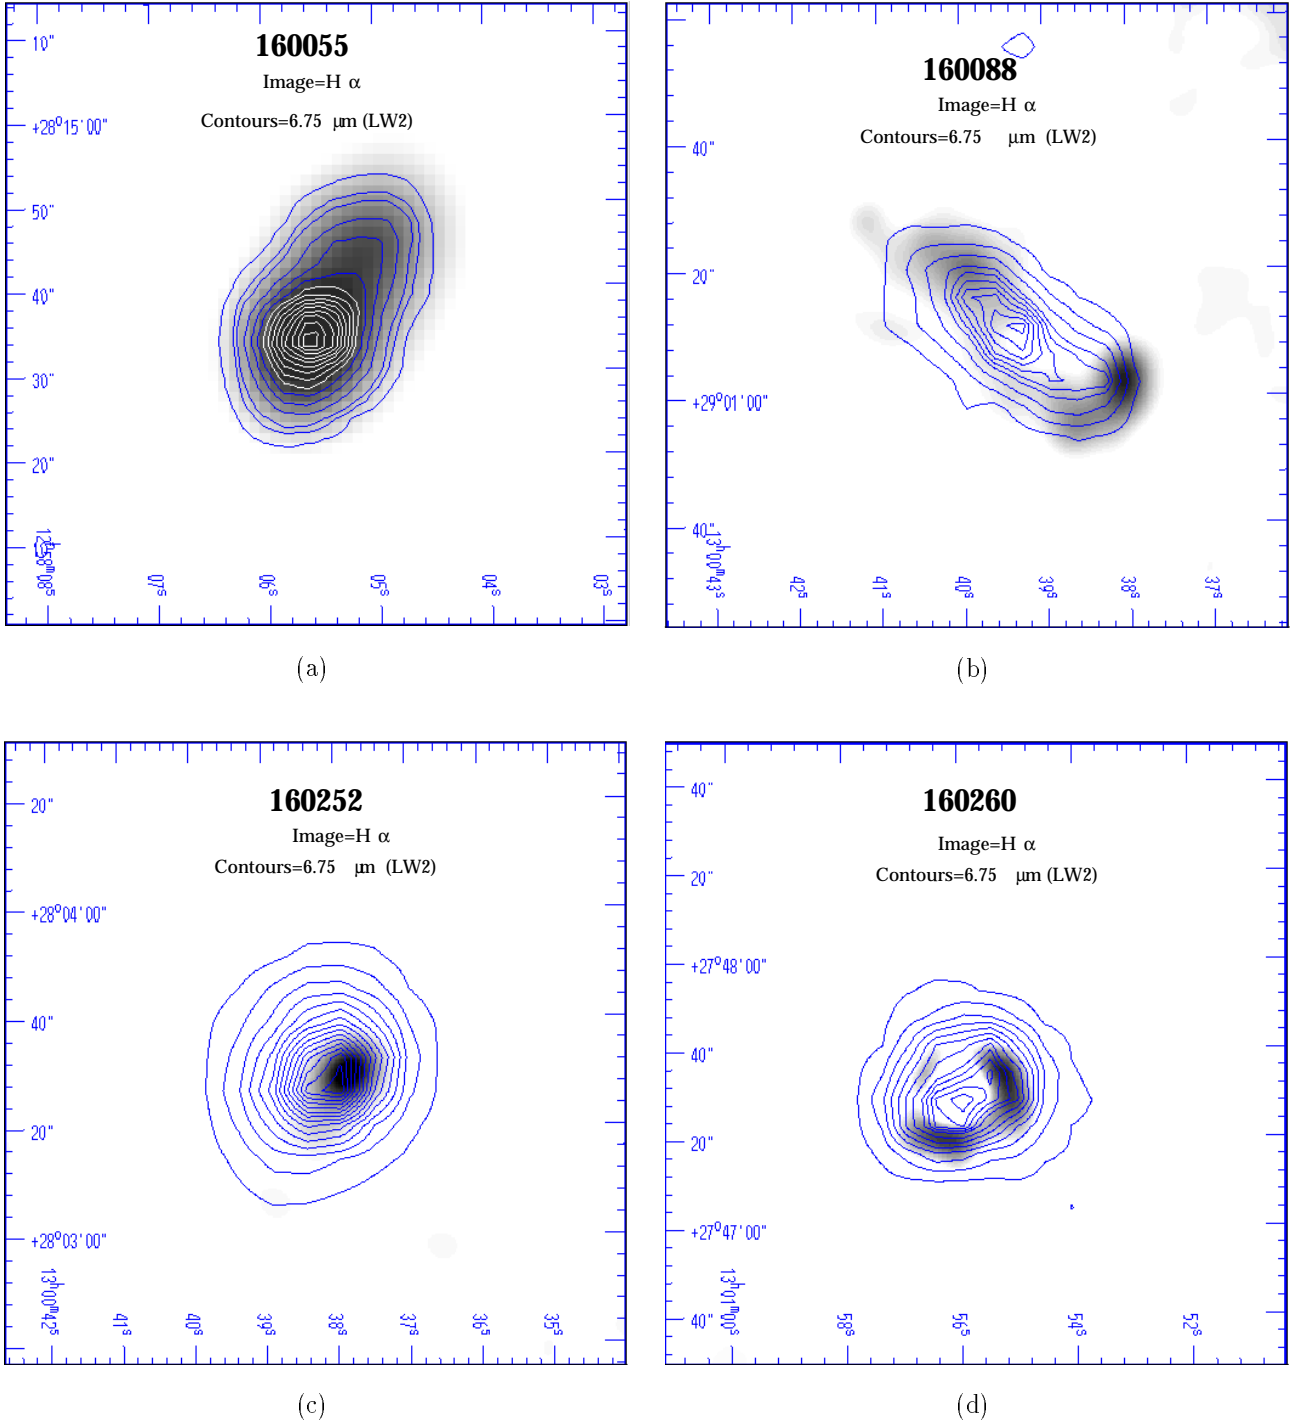 160055
Image=H α
Contours=6.75 μm (LW2)
10"
+28°15'00"
50"
40"
30"
20"
12h58m08s
07s
06s
05s
04s
03s
(a)
160088
Image=H α
Contours=6.75 μm (LW2)
40"
20"
+29°01'00"
40"
13h00m43s
42s
41s
40s
39s
38s
37s
(b)
160252
Image=H α
Contours=6.75 μm (LW2)
20"
+28°04'00"
40"
20"
+28°03'00"
13h00m42s
41s
40s
39s
38s
37s
36s
35s
(c)
160260
Image=H α
Contours=6.75 μm (LW2)
40"
20"
+27°48'00"
40"
20"
+27°47'00"
40"
13h01m00s
58s
56s
54s
52s
(d)